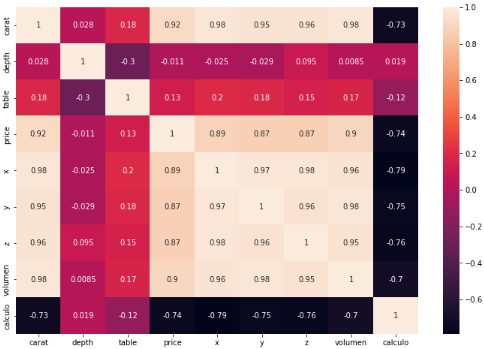 carat 1 0.028 0.18 0.92 0.98 0.95 0.96 0.98 -0.73
depth 0.028 1 -0.3 -0.011 -0.025 -0.029 0.095 0.0085 0.019
table 0.18 -0.3 1 0.13 0.2 0.18 0.15 0.17 -0.12
price 0.92 -0.011 0.13 1 0.89 0.87 0.87 0.9 -0.74
x 0.98 -0.025 0.2 0.89 1 0.97 0.98 0.96 -0.79
y 0.95 -0.029 0.18 0.87 0.97 1 0.96 0.98 -0.75
z 0.96 0.095 0.15 0.87 0.98 0.96 1 0.95 -0.76
volumen 0.98 0.0085 0.17 0.9 0.96 0.98 0.95 1 -0.7
calculo -0.73 0.019 -0.12 -0.74 -0.79 -0.75 -0.76 -0.7 1
carat depth table price x y z volumen calculo
1.0
0.8
0.6
0.4
0.2
0.0
-0.2
-0.4
-0.6